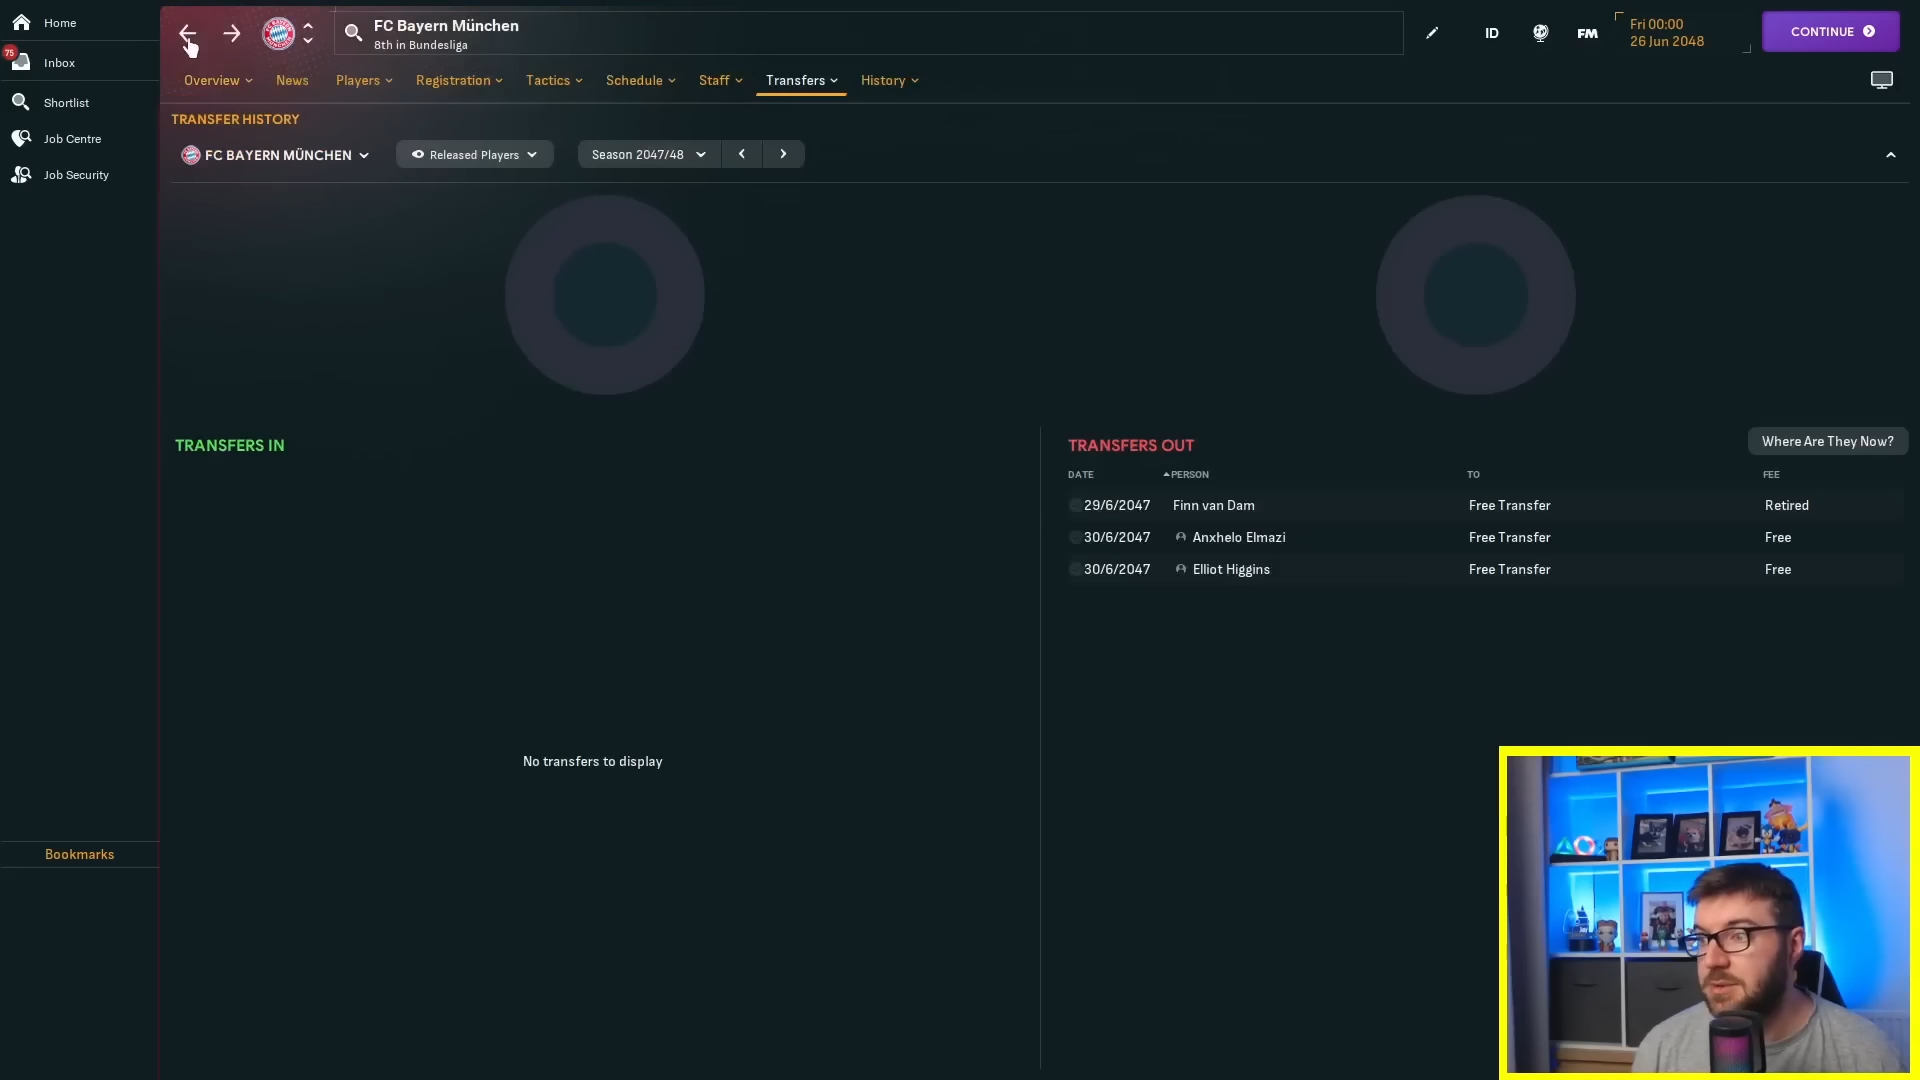 Home
75
Inbox
Shortlist
Job Centre
Job Security
Bookmarks
FC Bayern München
8th in Bundesliga
ID
FM
Fri 00:00
26 Jun 2048
CONTINUE
Overview
News
Players
Registration
Tactics
Schedule
Staff
Transfers
History
TRANSFER HISTORY
FC BAYERN MÜNCHEN
Released Players
Season 2047/48
TRANSFERS IN
No transfers to display
TRANSFERS OUT
Where Are They Now?
DATE PERSON TO FEE
29/6/2047 Finn van Dam Free Transfer Retired
30/6/2047 Anxhelo Elmazi Free Transfer Free
30/6/2047 Elliot Higgins Free Transfer Free